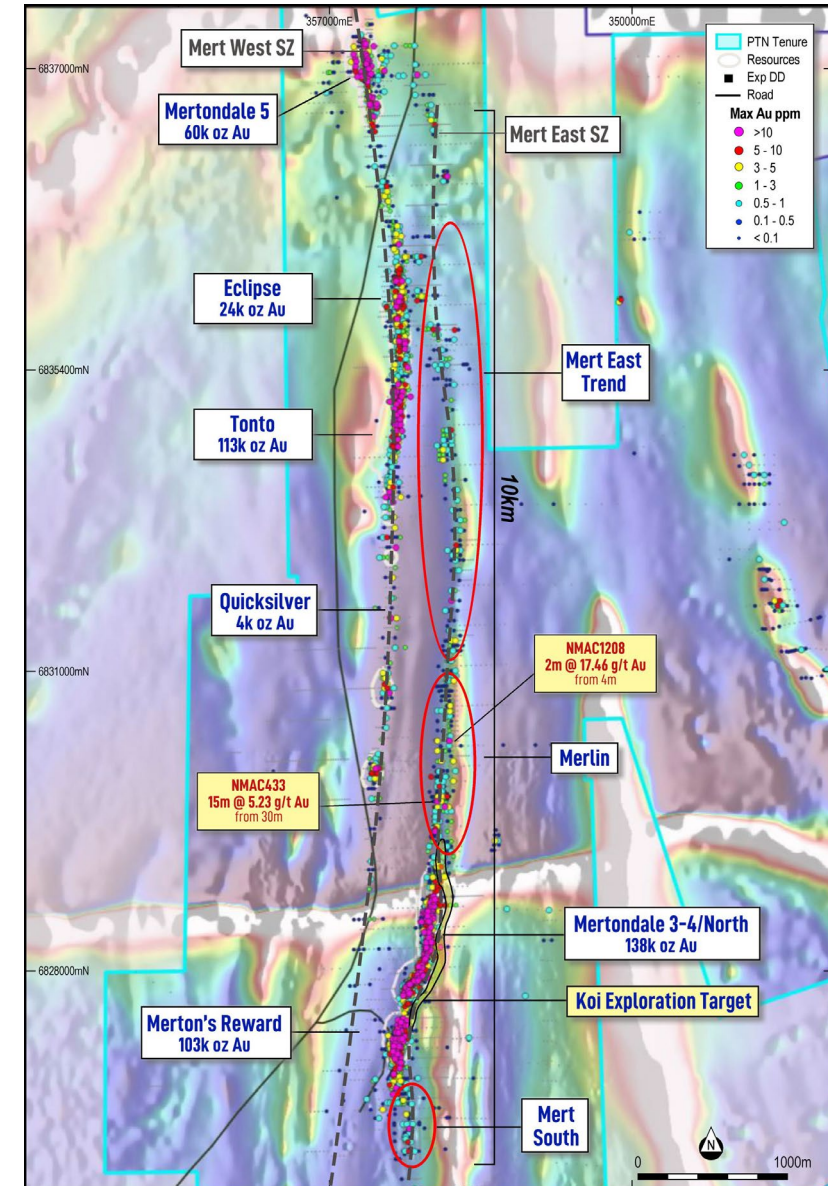 357000mE
350000mE
6837000mN
Mert West SZ
Mertondale 5
60k oz Au
Mert East SZ
PTN Tenure
Resources
Exp DD
Road
Max Au ppm
>10
5 - 10
3 - 5
1 - 3
0.5 - 1
0.1 - 0.5
< 0.1
Eclipse
24k oz Au
6835400mN
Mert East
Trend
Tonto
113k oz Au
10km
Quicksilver
4k oz Au
6831000mN
NMAC1208
2m @ 17.46 g/t Au
from 4m
Merlin
NMAC433
15m @ 5.23 g/t Au
from 30m
Mertondale 3-4/North
138k oz Au
6828000mN
Koi Exploration Target
Merton's Reward
103k oz Au
Mert
South
N
0
1000m